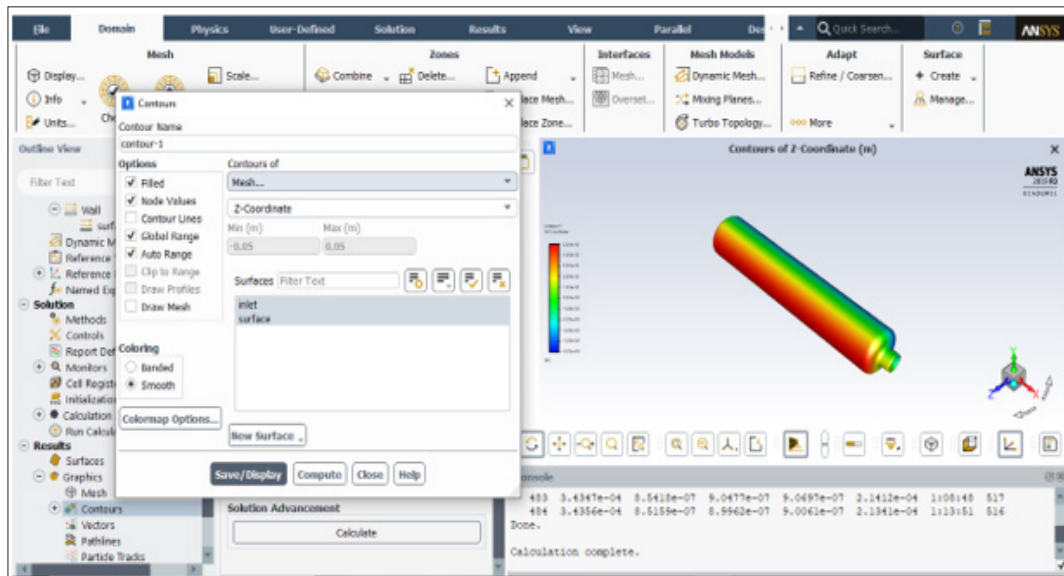 File Domain Physics User-Defined Solution Results View Parallel Quick Search... ANSYS
Mesh Zones Interfaces Mesh Models Adapt Surface
Display... Scale... Combine Delete... Append Mesh... Dynamic Mesh... Refine / Coarsen... Create
Info Mesh... Overset... Mixing Planes... Manage...
Units... Zone... Turbo Topology... More
Contours
Contour Name
contour-1
Options
Filled
Node Values
Contour Lines
Global Range
Auto Range
Clip to Range
Draw Profiles
Draw Mesh
Coloring
Banded
Smooth
Colormap Options...
Contours of
Mesh...
Z-Coordinate
Min (m) Max (m)
-0.05 0.05
Surfaces Filter Text
inlet
surface
New Surface
Save/Display Compute Close Help
Outline View
Filter Text
Wall
Dynamic M
Reference
Reference
Named Exp
Solution
Methods
Controls
Report Def
Monitors
Cell Regist
Initialization
Calculation
Run Calcul
Results
Surfaces
Graphics
Mesh
Contours
Vectors
Pathlines
Particle Tracks
Solution Advancement
Calculate
Contours of Z-Coordinate (m)
ANSYS
483 3.4347e-04 8.5418e-07 9.0477e-07 9.0697e-07 2.1412e-04 1:08:48 517
484 3.4356e-04 8.5159e-07 8.9962e-07 9.0061e-07 2.1341e-04 1:13:51 516
Done.
Calculation complete.